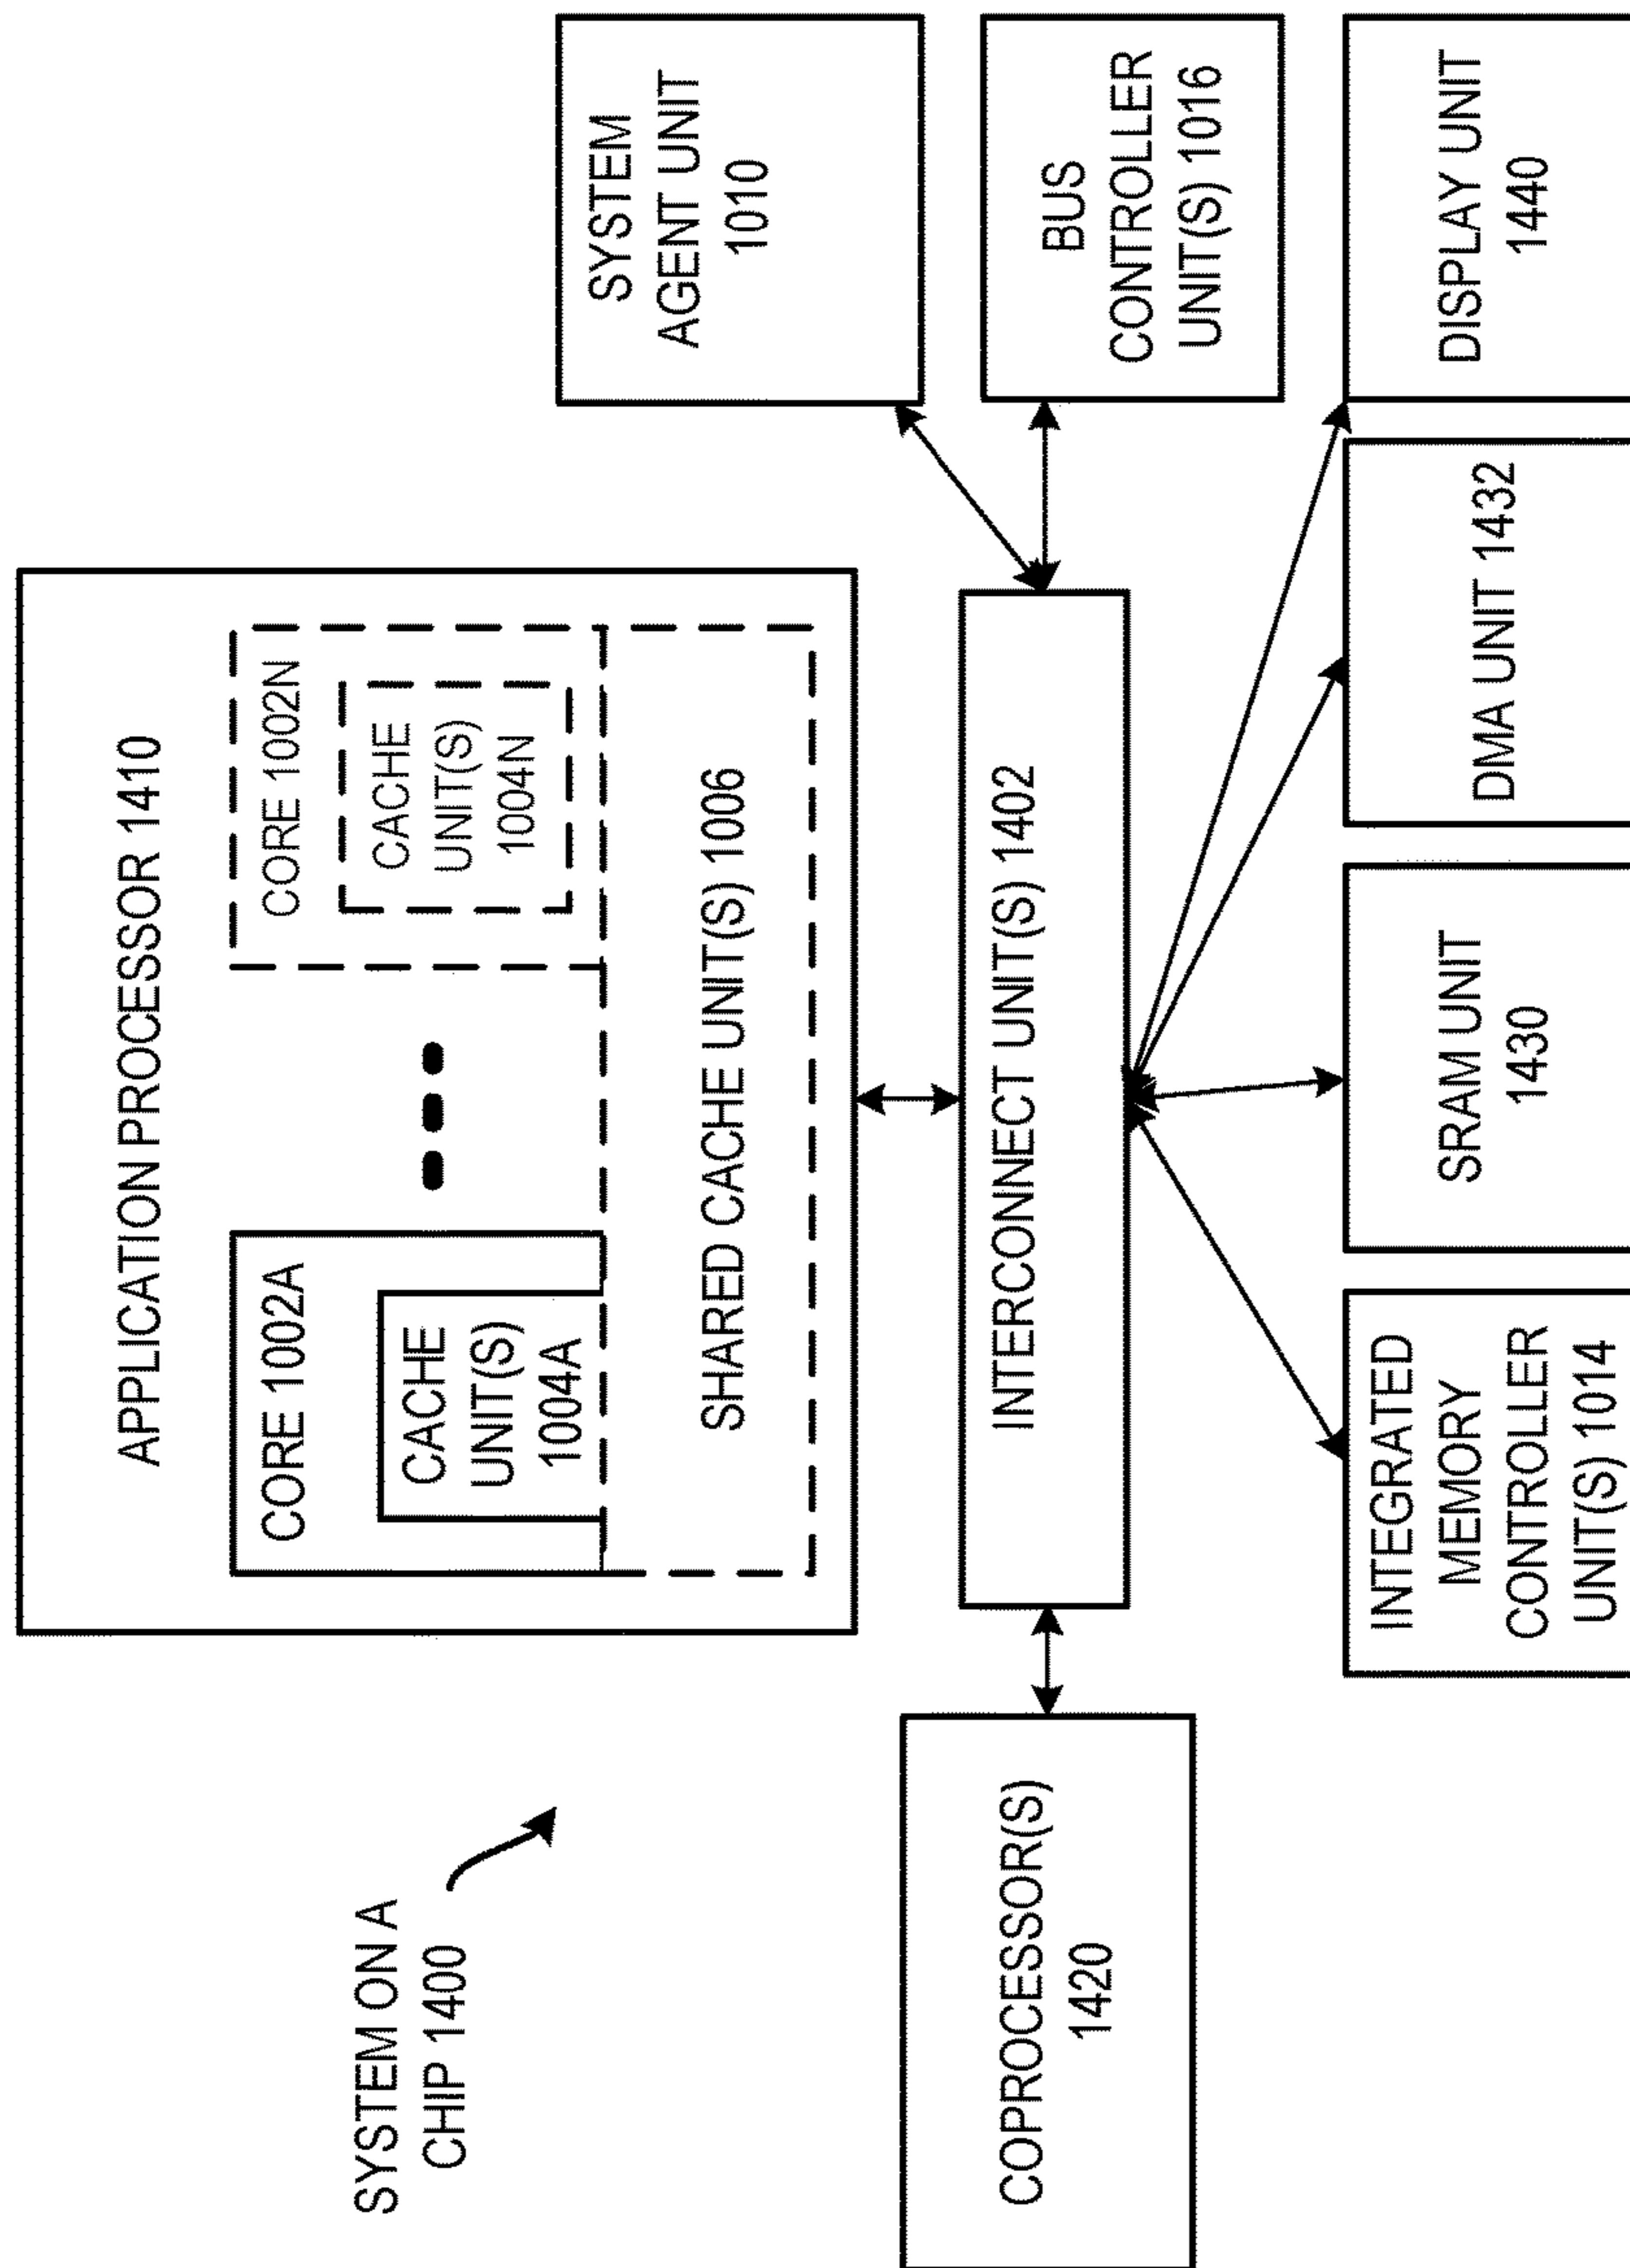 SYSTEM ON A
CHIP 1400
APPLICATION PROCESSOR 1410
CORE 1002A
CACHE
UNIT(S)
1004A
CORE 1002N
CACHE
UNIT(S)
1004N
SHARED CACHE UNIT(S) 1006
SYSTEM
AGENT UNIT
1010
COPROCESSOR(S)
1420
INTERCONNECT UNIT(S) 1402
BUS
CONTROLLER
UNIT(S) 1016
INTEGRATED
MEMORY
CONTROLLER
UNIT(S) 1014
SRAM UNIT
1430
DMA UNIT 1432
DISPLAY UNIT
1440